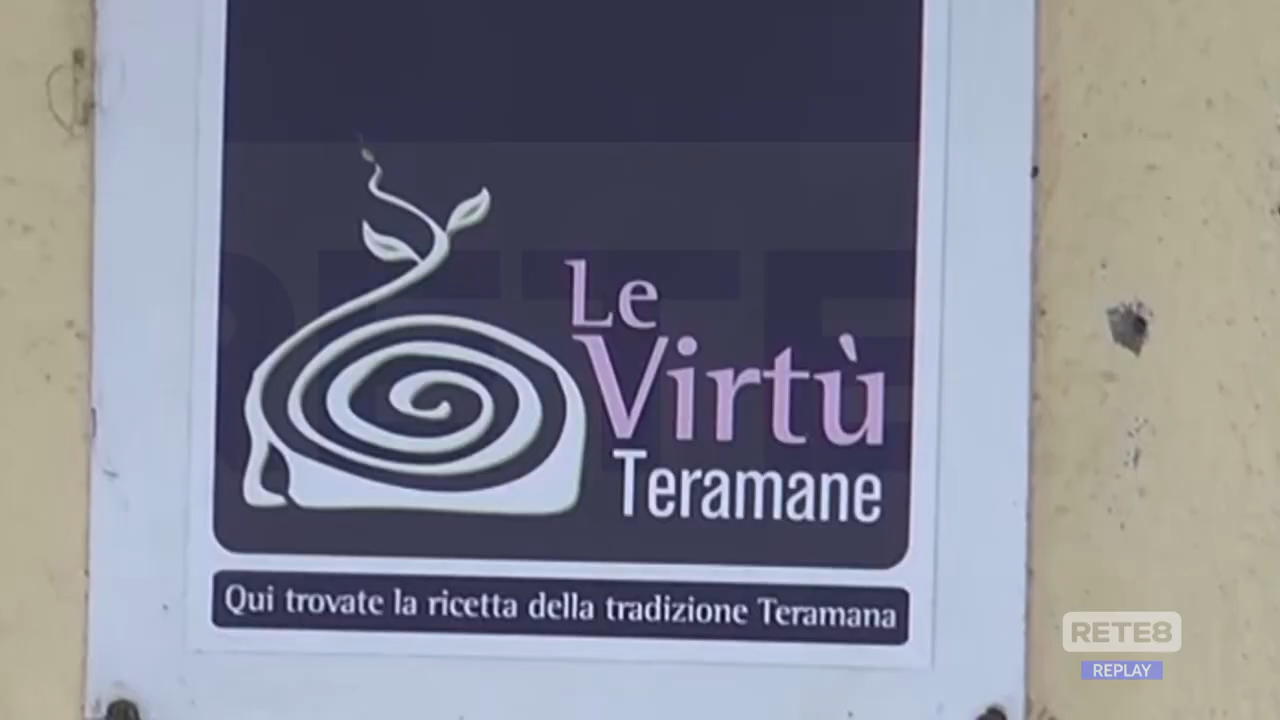 Le
Virtù
Teramane
Qui trovate la ricetta della tradizione Teramana
RETE8
REPLAY